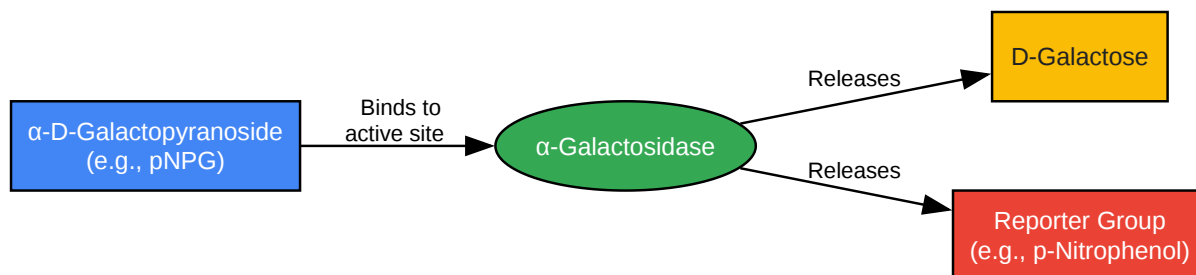 α-D-Galactopyranoside
(e.g., pNPG)
Binds to
active site
α-Galactosidase
Releases
D-Galactose
Releases
Reporter Group
(e.g., p-Nitrophenol)